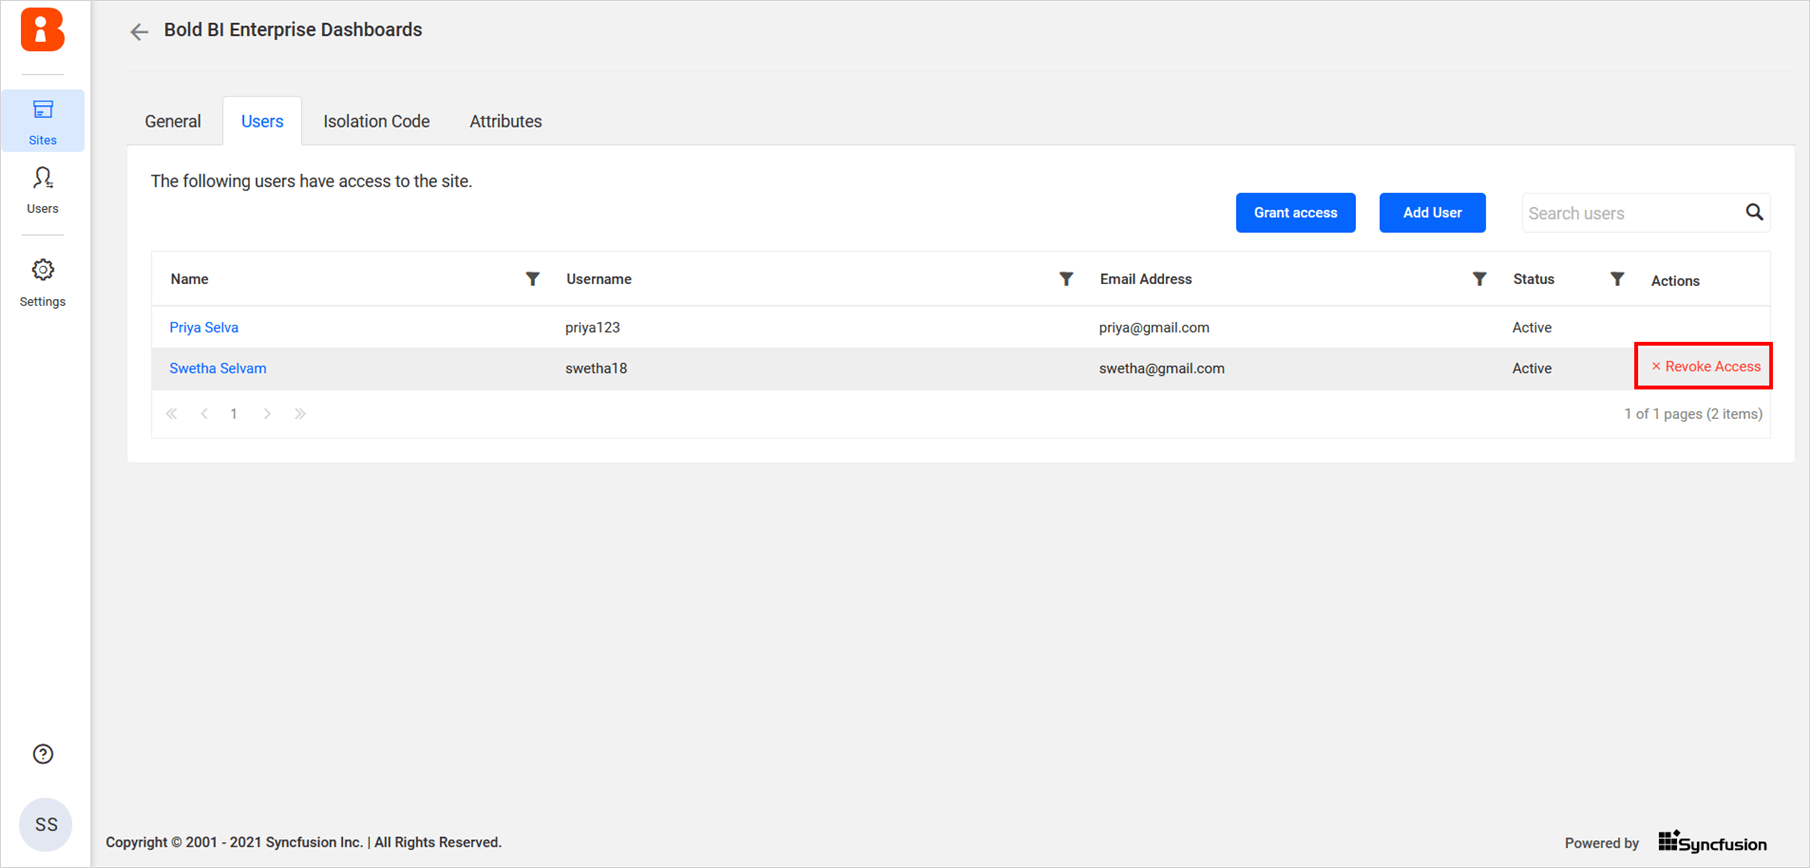 Bold BI Enterprise Dashboards
Sites
Users
Settings
General Users Isolation Code Attributes
The following users have access to the site.
Grant access Add User Search users
Name Username Email Address Status Actions
Priya Selva priya123 priya@gmail.com Active
Swetha Selvam swetha18 swetha@gmail.com Active × Revoke Access
« ‹ 1 › » 1 of 1 pages (2 items)
SS
Copyright © 2001 - 2021 Syncfusion Inc. | All Rights Reserved.
Powered by Syncfusion